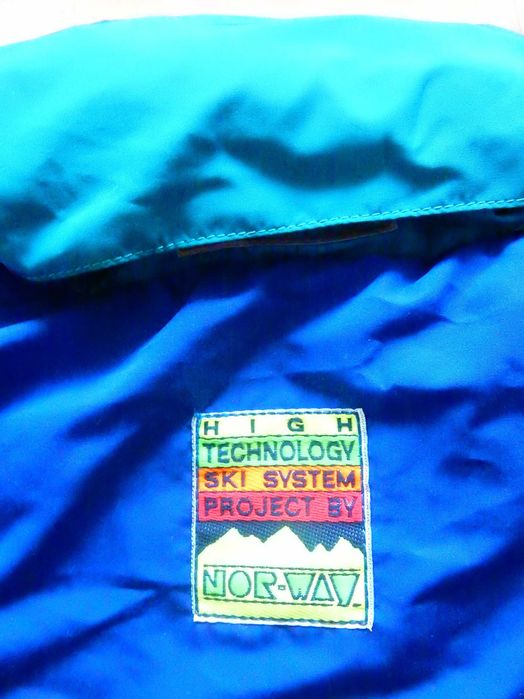 HIGH
TECHNOLOGY
SKI SYSTEM
PROJECT BY
NOR-WAY